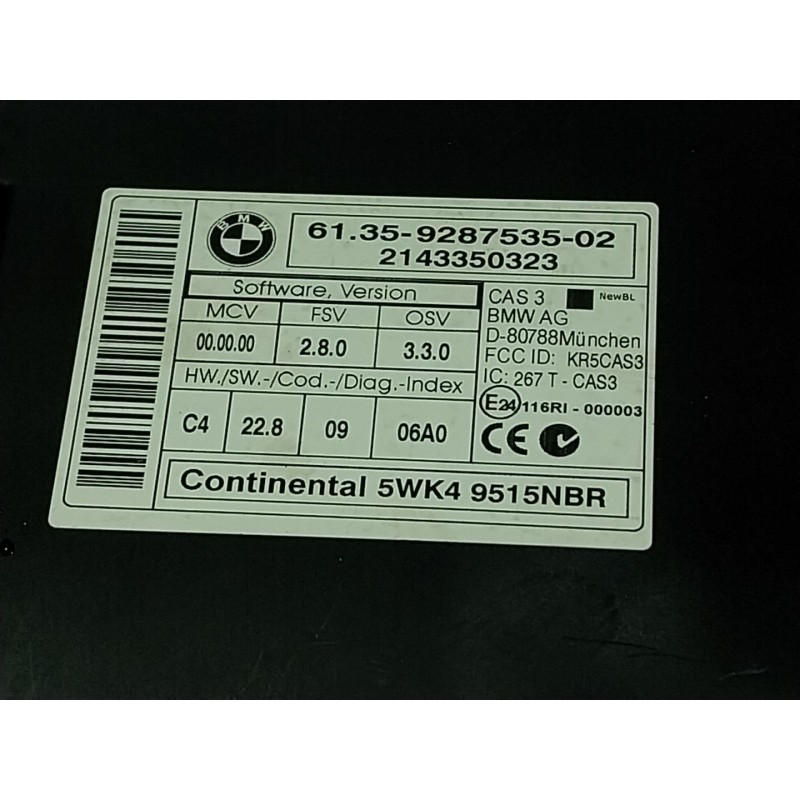 BMW
61.35-9287535-02
2143350323
Software, Version
MCV FSV OSV
00.00.00 2.8.0 3.3.0
HW./SW.-/Cod.-/Diag.-Index
C4 22.8 09 06A0
CAS 3 NewBL
BMW AG
D-80788München
FCC ID: KR5CAS3
IC: 267 T - CAS3
E24 116RI - 000003
CE
Continental 5WK4 9515NBR